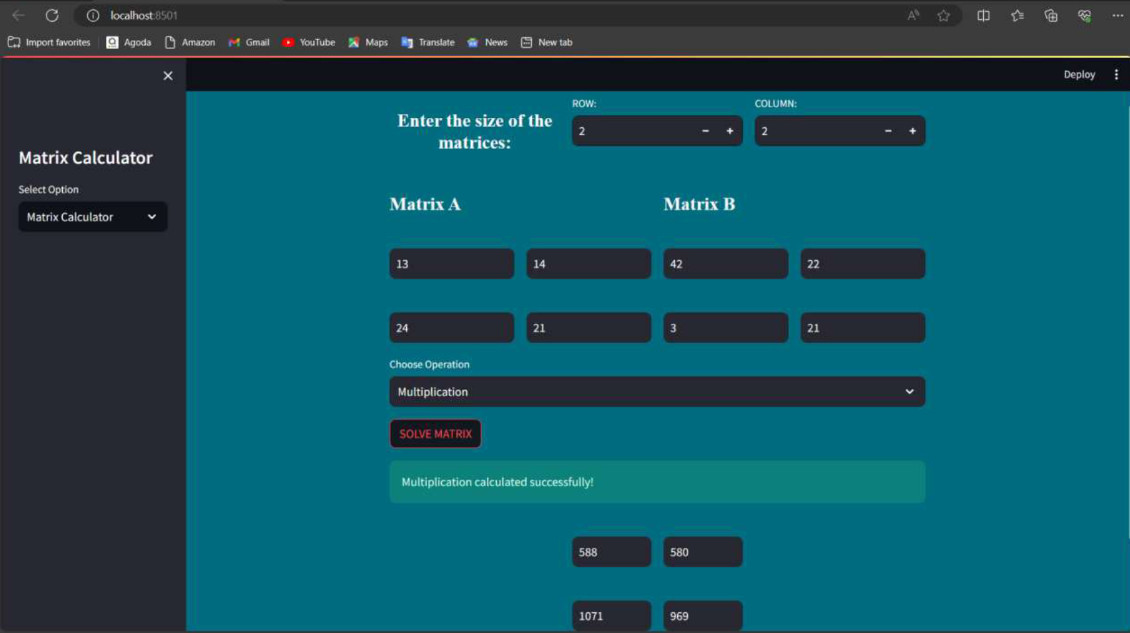 localhost:8501
Import favorites Agoda Amazon Gmail YouTube Maps Translate News New tab
Deploy
Matrix Calculator
Select Option
Matrix Calculator
Enter the size of the
matrices:
ROW: COLUMN:
2 2
Matrix A Matrix B
13 14 42 22
24 21 3 21
Choose Operation
Multiplication
SOLVE MATRIX
Multiplication calculated successfully!
588 580
1071 969